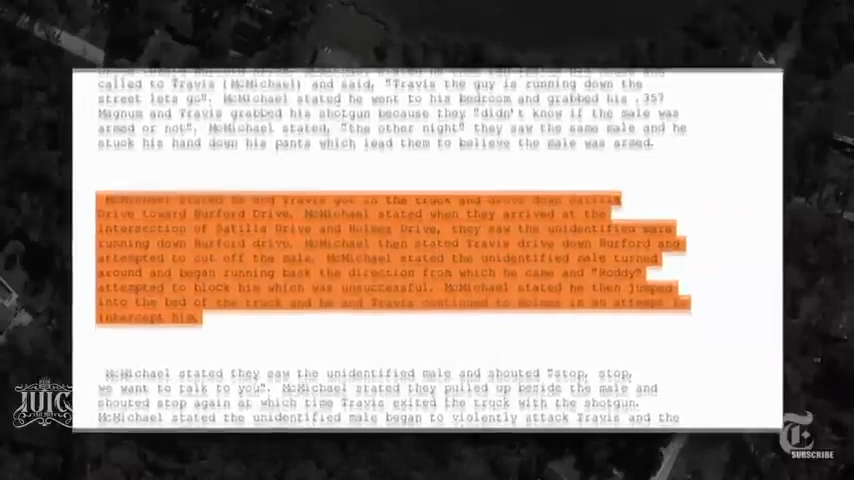 called to Travis (McMichael) and said, "Travis the guy is running down the
street lets go". McMichael stated he went to his bedroom and grabbed his .357
Magnum and Travis grabbed his shotgun because they "didn't know if the male was
armed or not". McMichael stated, "the other night" they saw the same male and he
stuck his hand down his pants which lead them to believe the male was armed.
McMichael stated he and Travis got in the truck and drove down Satilla
Drive toward Burford Drive. McMichael stated when they arrived at the
intersection of Satilla Drive and Holmes Drive, they saw the unidentified male
running down Burford drive. McMichael then stated Travis drove down Burford and
attempted to cut off the male. McMichael stated the unidentified male turned
around and began running back the direction from which he came and "Roddy"
attempted to block him which was unsuccessful. McMichael stated he then jumped
into the bed of the truck and he and Travis continued to Holmes in an attempt to
intercept him.
McMichael stated they saw the unidentified male and shouted "stop, stop,
we want to talk to you". McMichael stated they pulled up beside the male and
shouted stop again at which time Travis exited the truck with the shotgun.
McMichael stated the unidentified male began to violently attack Travis and the
IUIC
SUBSCRIBE